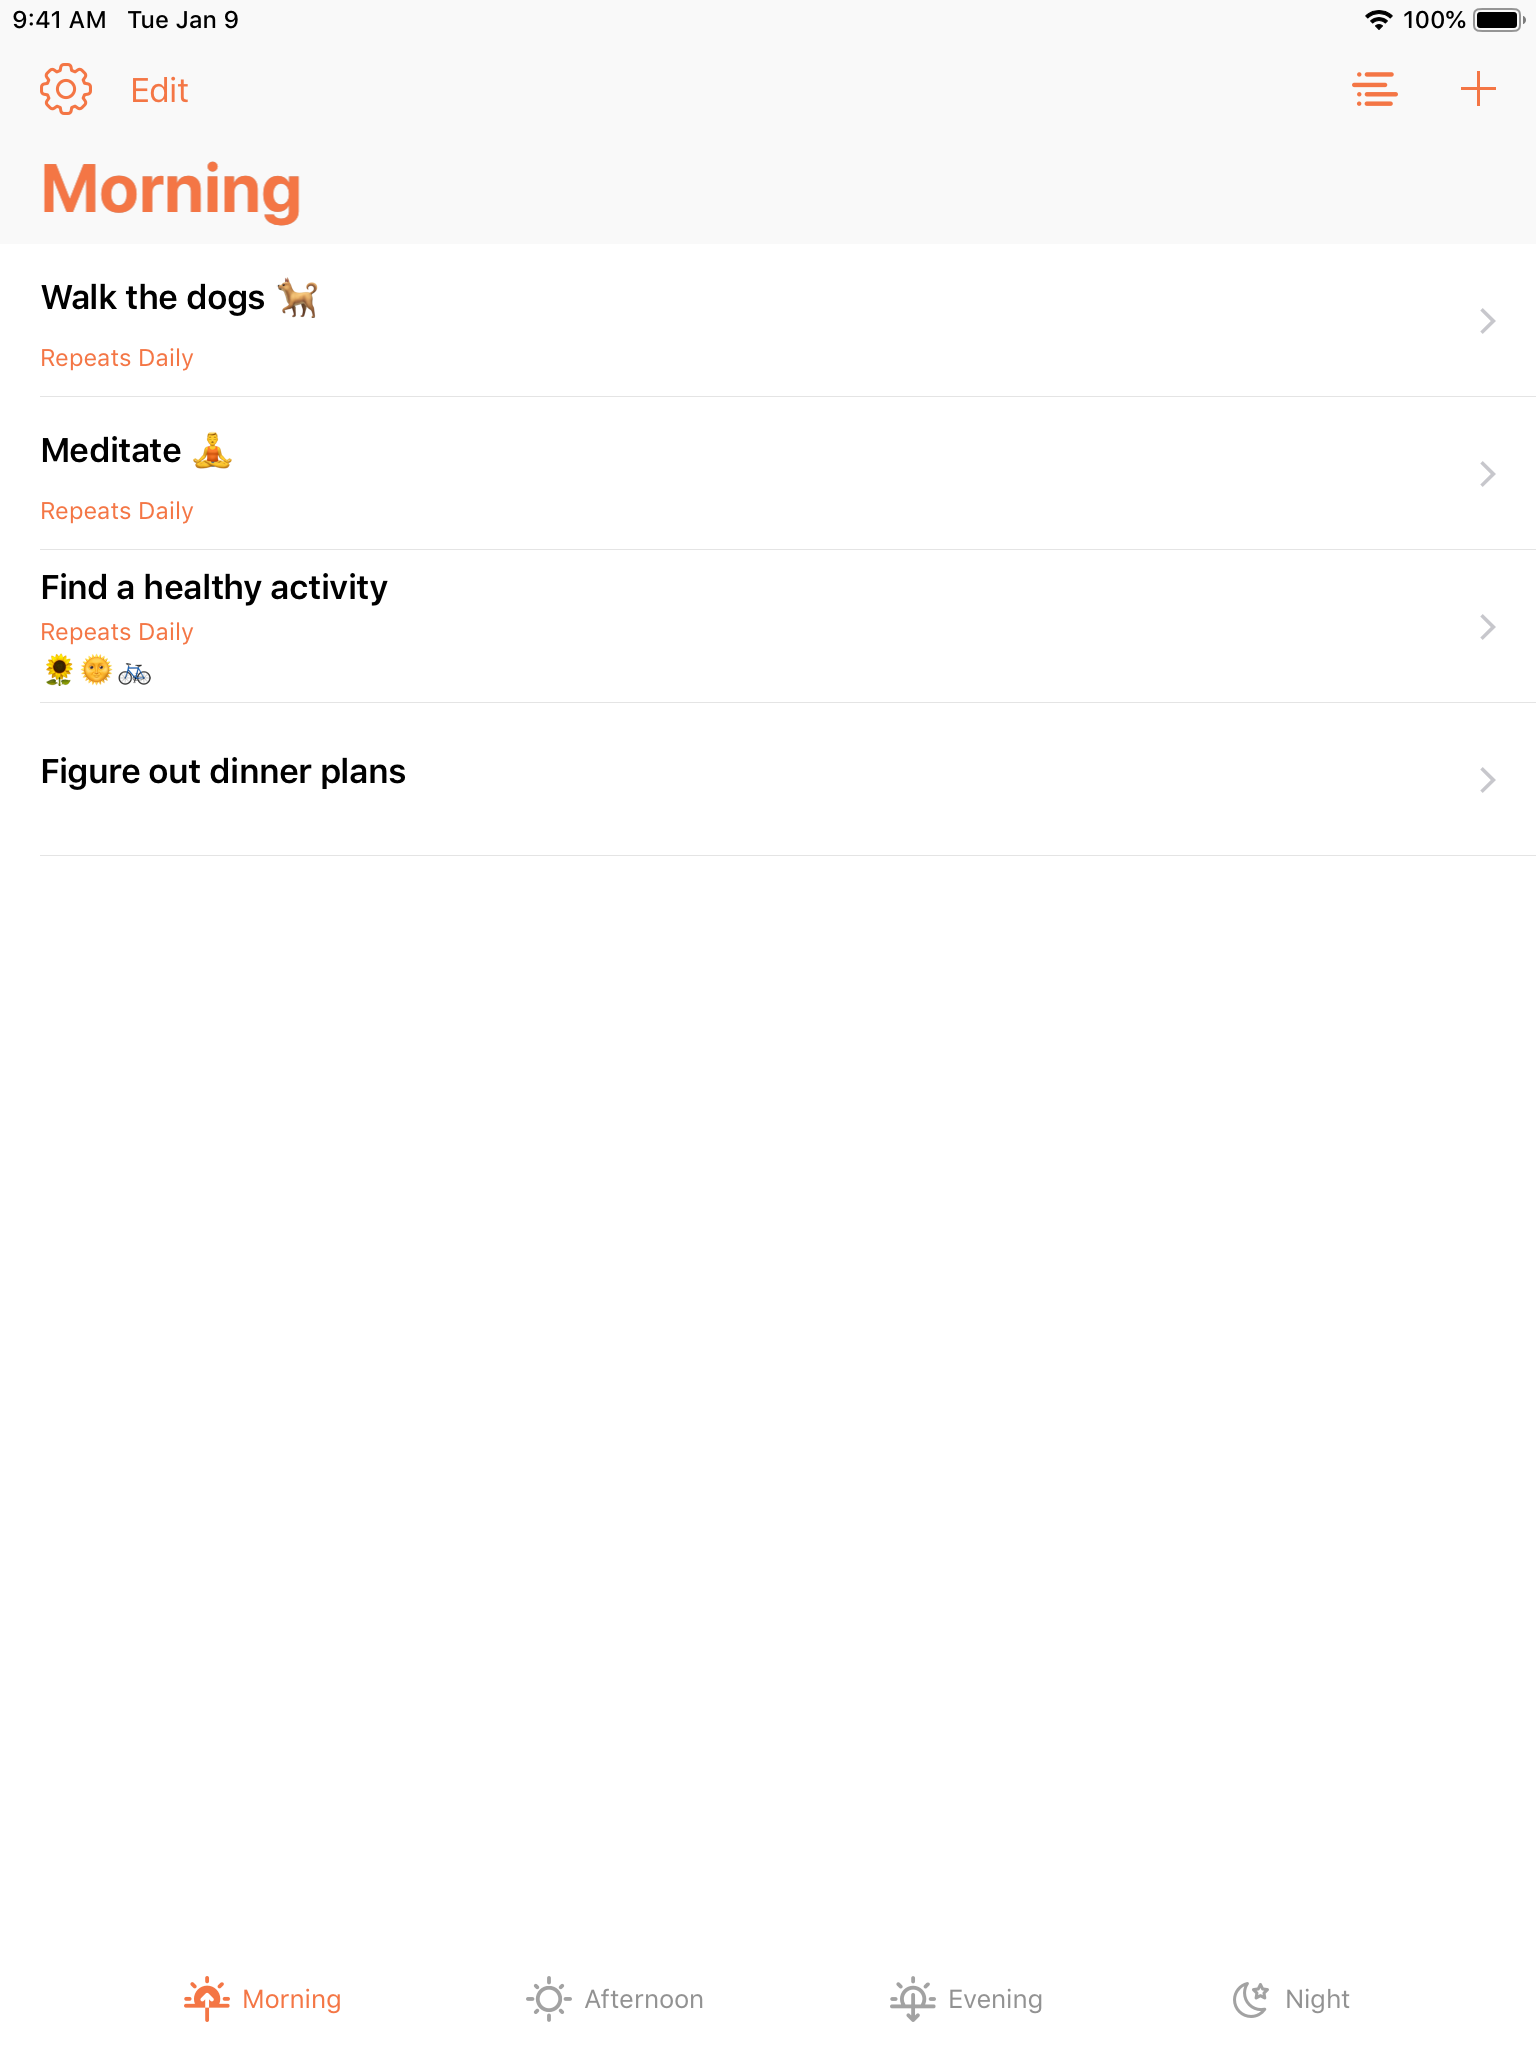 9:41 AM Tue Jan 9 100%
Edit
Morning
Walk the dogs 🐕
Repeats Daily
Meditate 🧘
Repeats Daily
Find a healthy activity
Repeats Daily
🌻🌞🚲
Figure out dinner plans
Morning Afternoon Evening Night